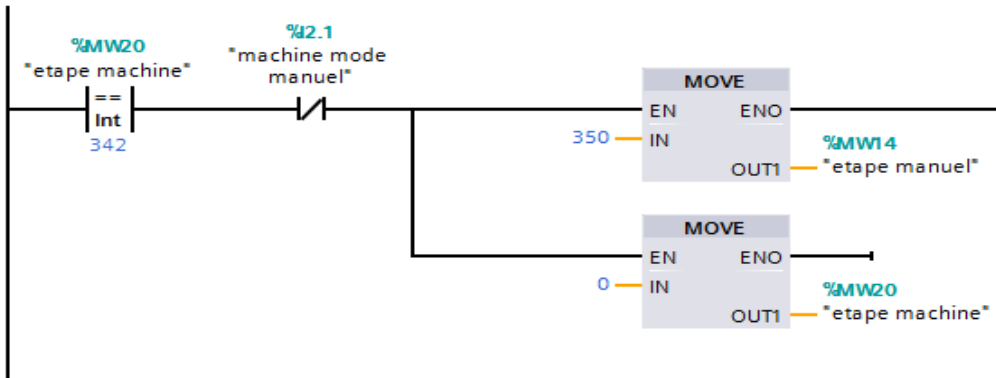 %MW20
"etape machine"
==
Int
342
%I2.1
"machine mode
manuel"
MOVE
EN ENO
350 IN
OUT1
%MW14
"etape manuel"
MOVE
EN ENO
0 IN
OUT1
%MW20
"etape machine"